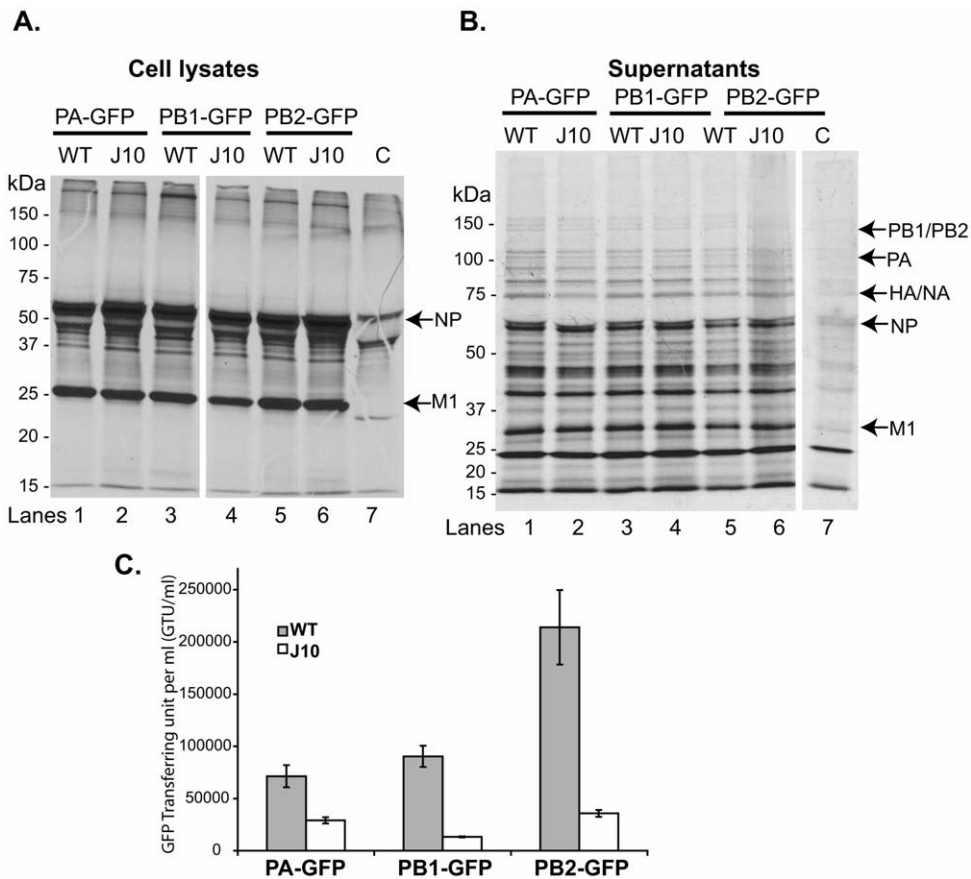 A.
Cell lysates
PA-GFP PB1-GFP PB2-GFP
WT J10 WT J10 WT J10 C
kDa
150 -
100 -
75 -
50 -
37 -
25 -
20 -
15 -
NP
M1
Lanes 1 2 3 4 5 6 7
B.
Supernatants
PA-GFP PB1-GFP PB2-GFP
WT J10 WT J10 WT J10 C
kDa
150 -
100 -
75 -
50 -
37 -
25 -
20 -
15 -
PB1/PB2
PA
HA/NA
NP
M1
Lanes 1 2 3 4 5 6 7
C.
GFP Transferring unit per ml (GTU/ml)
250000
200000
150000
100000
50000
0
WT
J10
PA-GFP PB1-GFP PB2-GFP